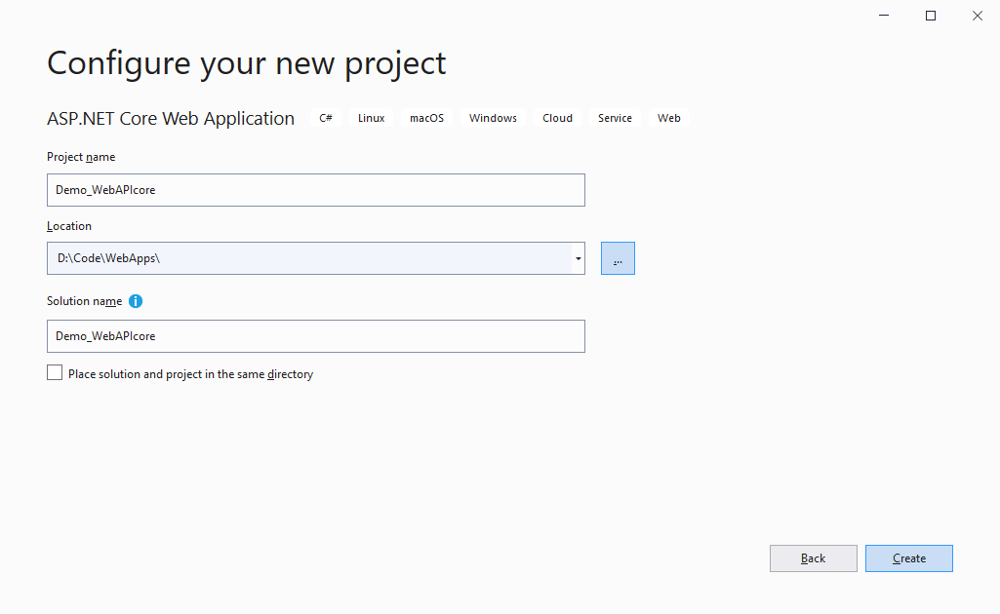 Configure your new project
ASP.NET Core Web Application C# Linux macOS Windows Cloud Service Web
Project name
Demo_WebAPIcore
Location
D:\Code\WebApps\
...
Solution name
Demo_WebAPIcore
Place solution and project in the same directory
Back Create